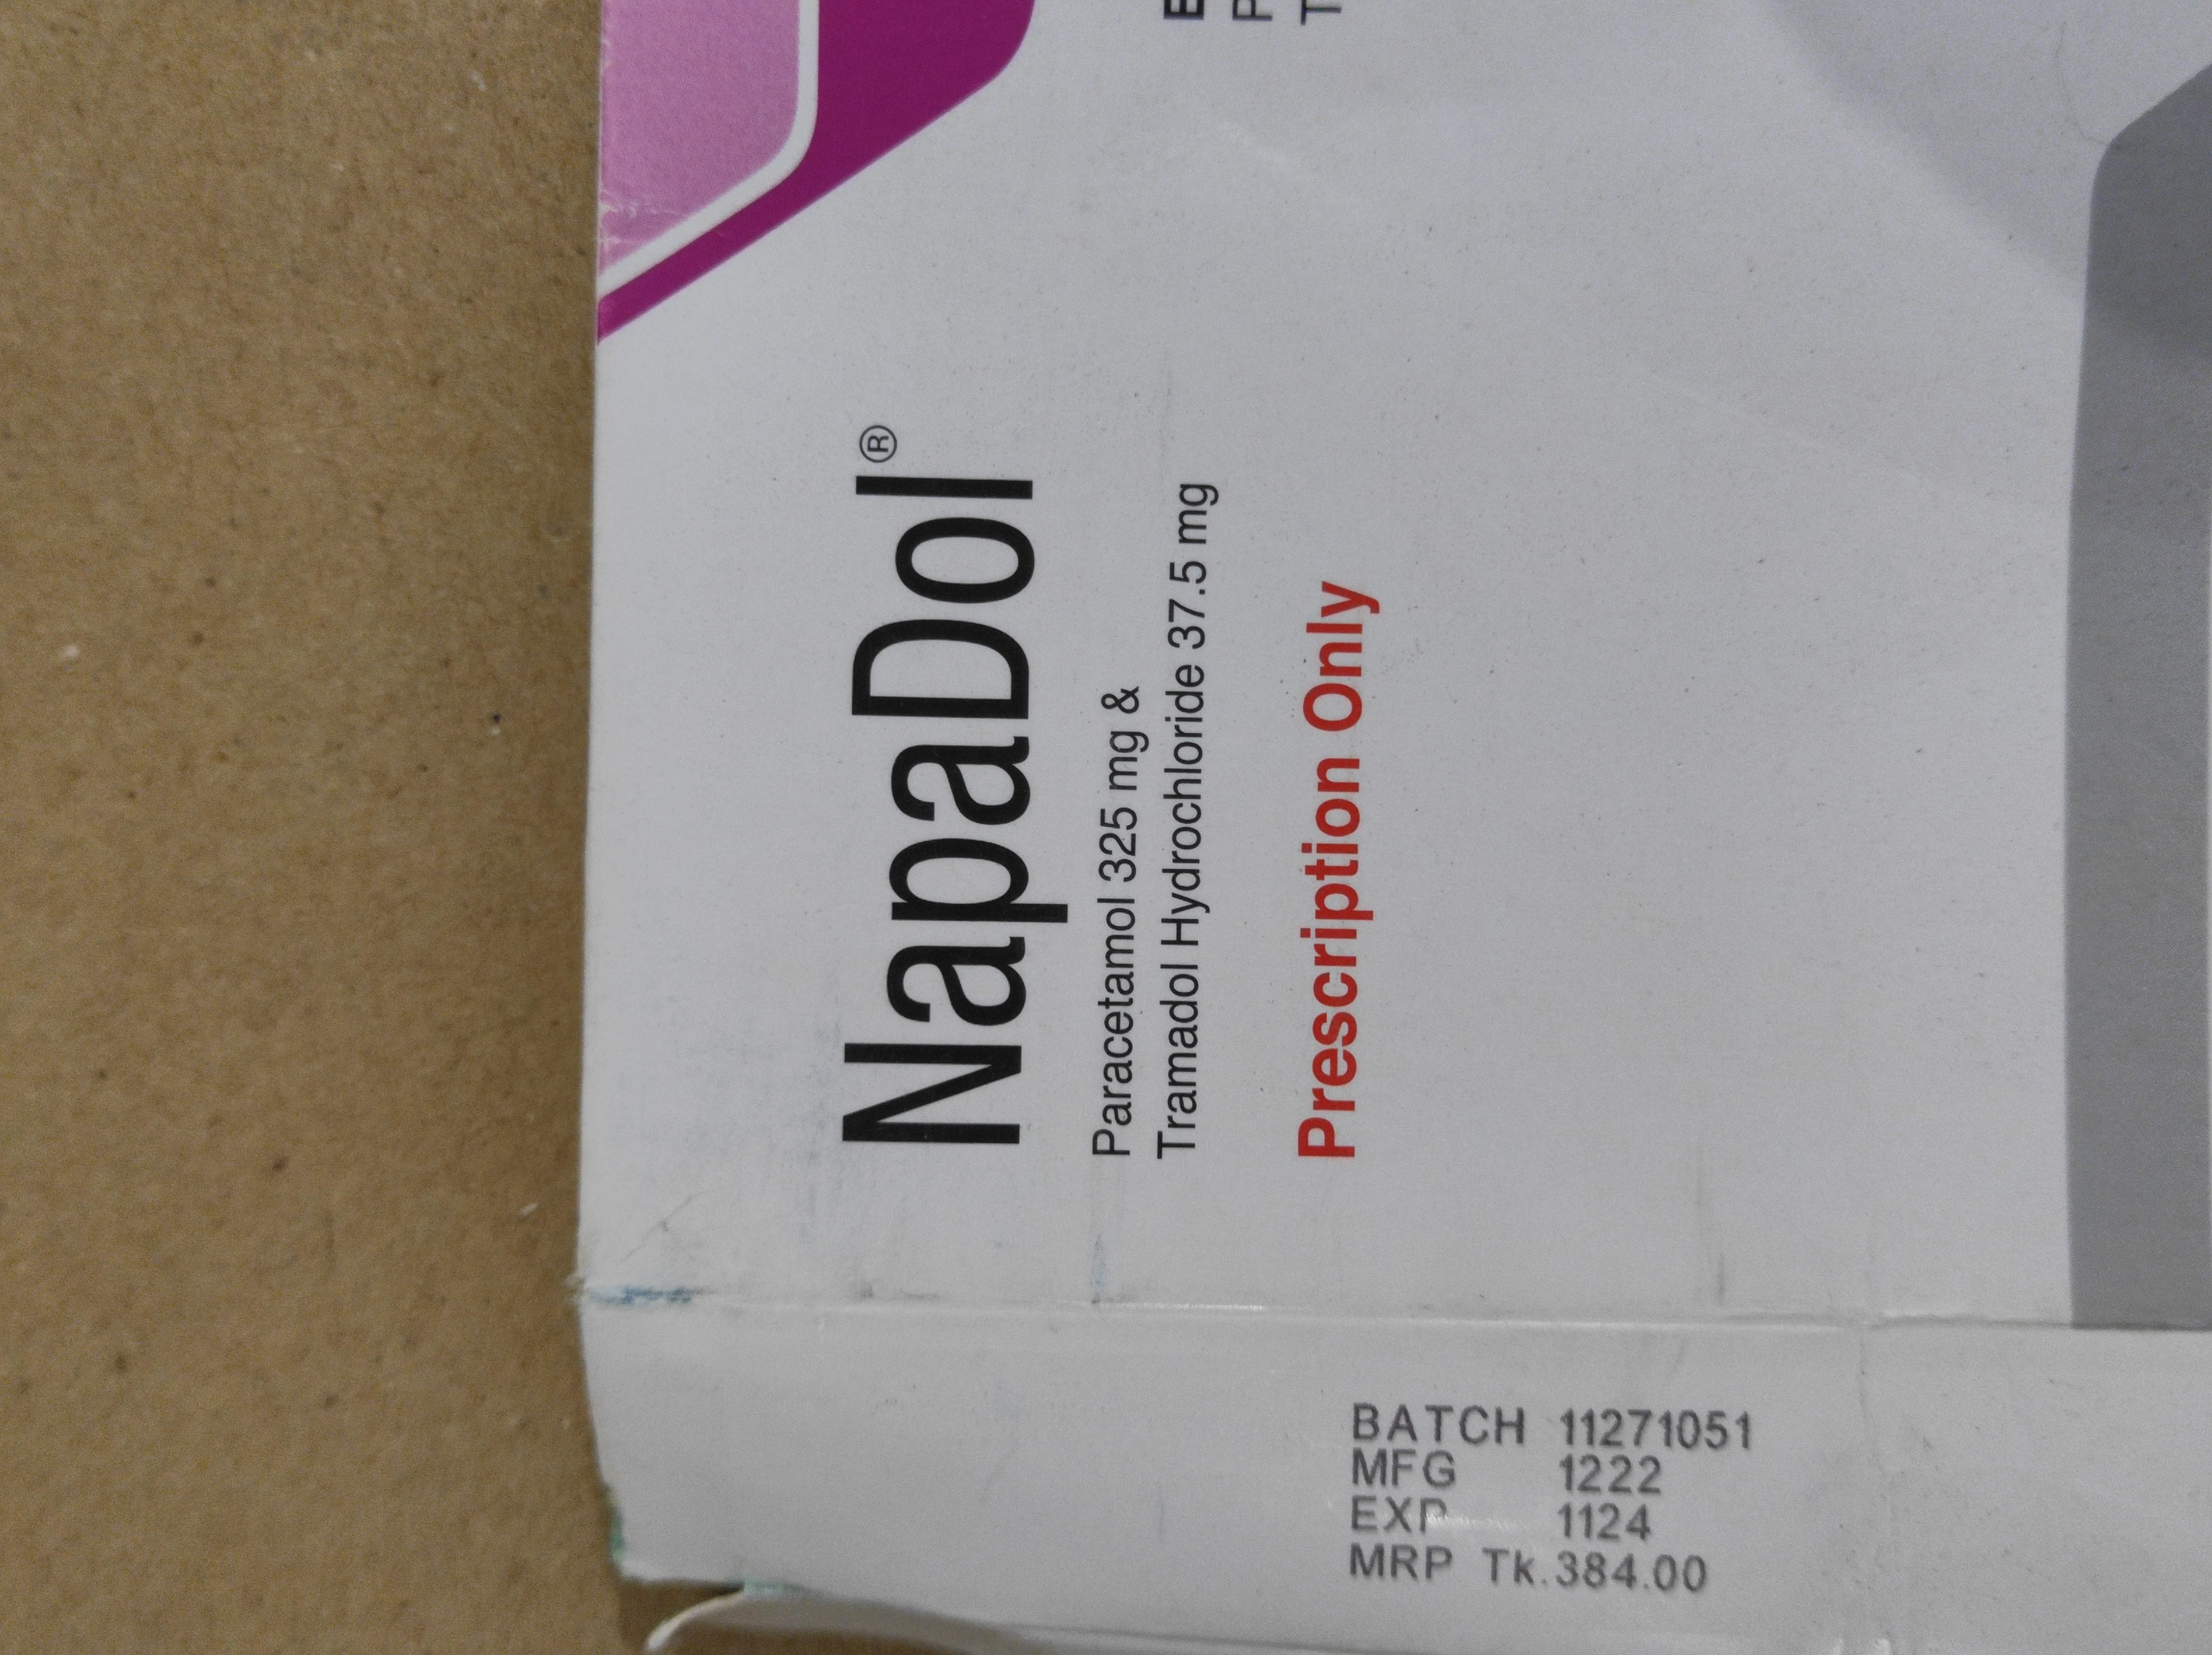 NapaDol®
Paracetamol 325 mg &
Tramadol Hydrochloride 37.5 mg
Prescription Only
BATCH 11271051
MFG 1222
EXP 1124
MRP Tk.384.00